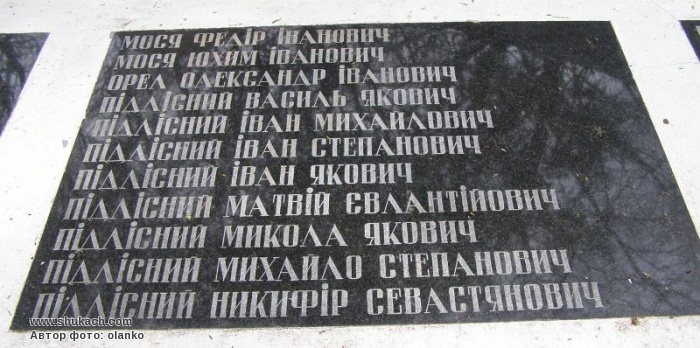 МОСЯ ФЕДІР ІВАНОВИЧ
МОСЯ ЮХИМ ІВАНОВИЧ
ОРЕЛ ОЛЕКСАНДР ІВАНОВИЧ
ПІДЛІСНИЙ ВАСИЛЬ ЯКОВИЧ
ПІДЛІСНИЙ ІВАН МИХАЙЛОВИЧ
ПІДЛІСНИЙ ІВАН СТЕПАНОВИЧ
ПІДЛІСНИЙ ІВАН ЯКОВИЧ
ПІДЛІСНИЙ МАТВІЙ ЄВЛАНТІЙОВИЧ
ПІДЛІСНИЙ МИКОЛА ЯКОВИЧ
ПІДЛІСНИЙ МИХАЙЛО СТЕПАНОВИЧ
ПІДЛІСНИЙ НИКИФІР СЕВАСТЯНОВИЧ
www.shukach.com
Автор фото: olanko